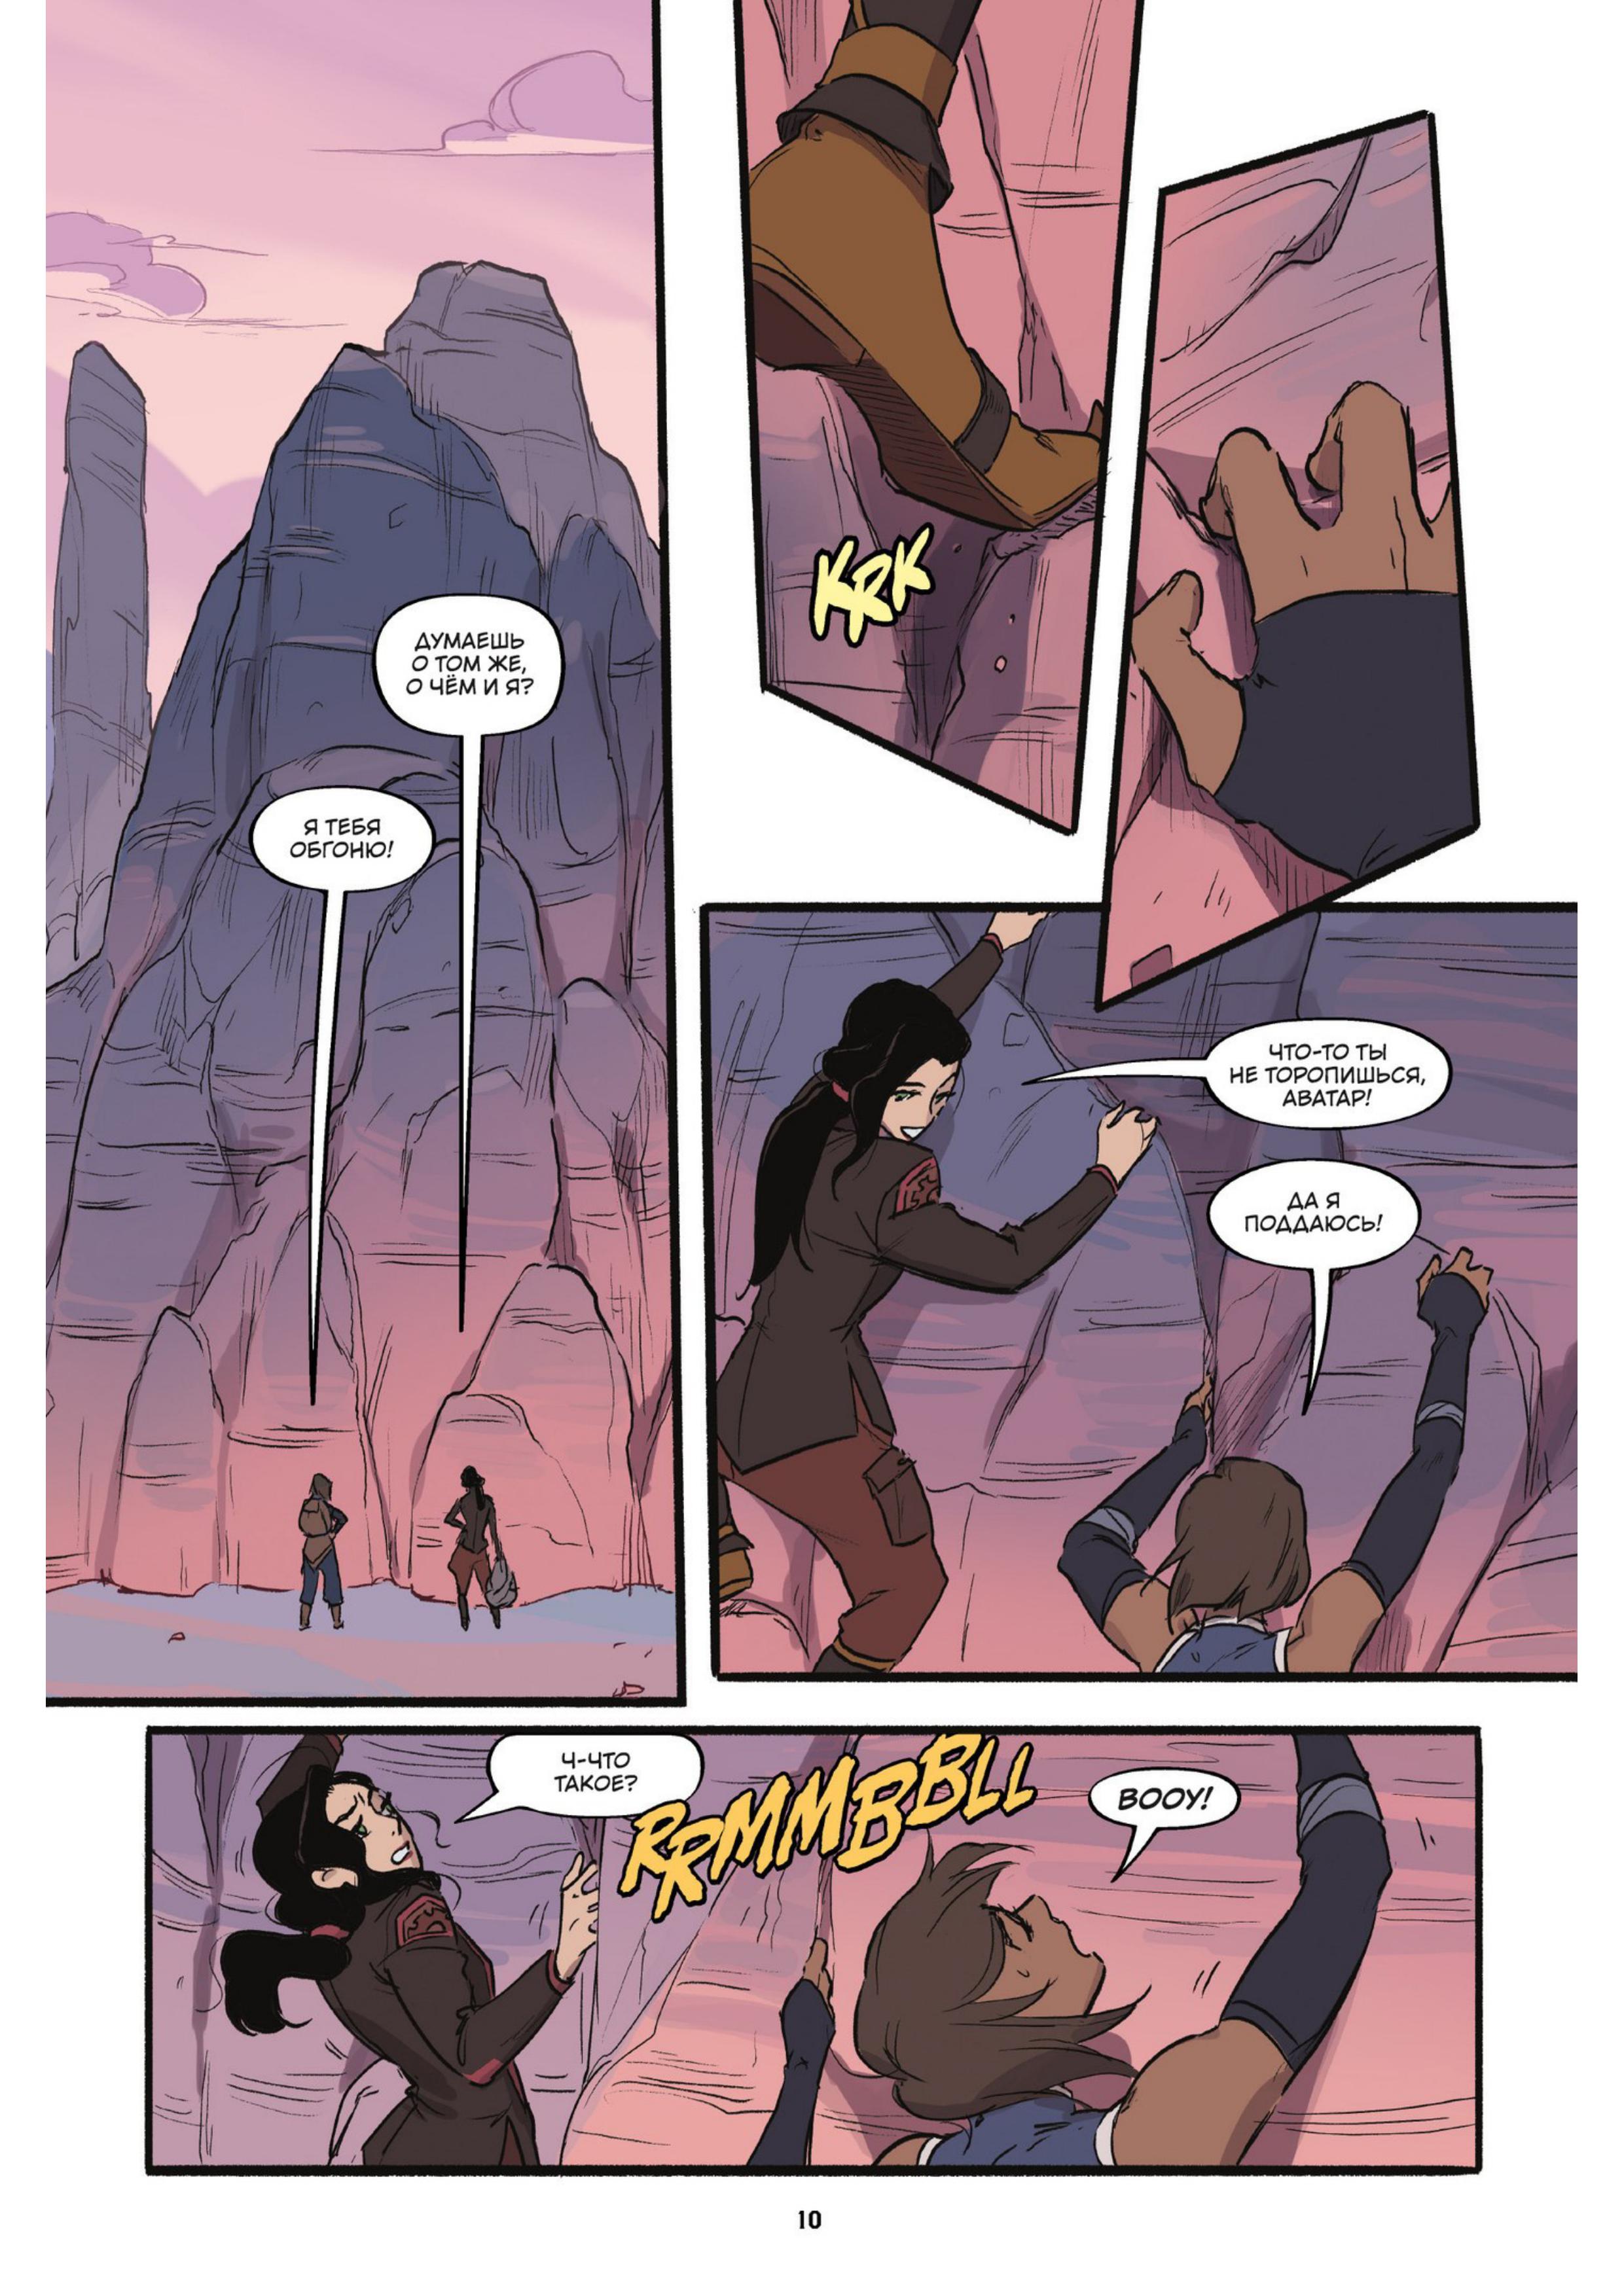 ДУМАЕШЬ
О ТОМ ЖЕ,
О ЧЁМ И Я?
Я ТЕБЯ
ОБГОНЮ!
KRK
ЧТО-ТО ТЫ
НЕ ТОРОПИШЬСЯ,
АВАТАР!
ДА Я
ПОДДАЮСЬ!
Ч-ЧТО
ТАКОЕ?
RRMMBBLL
ВООУ!
10